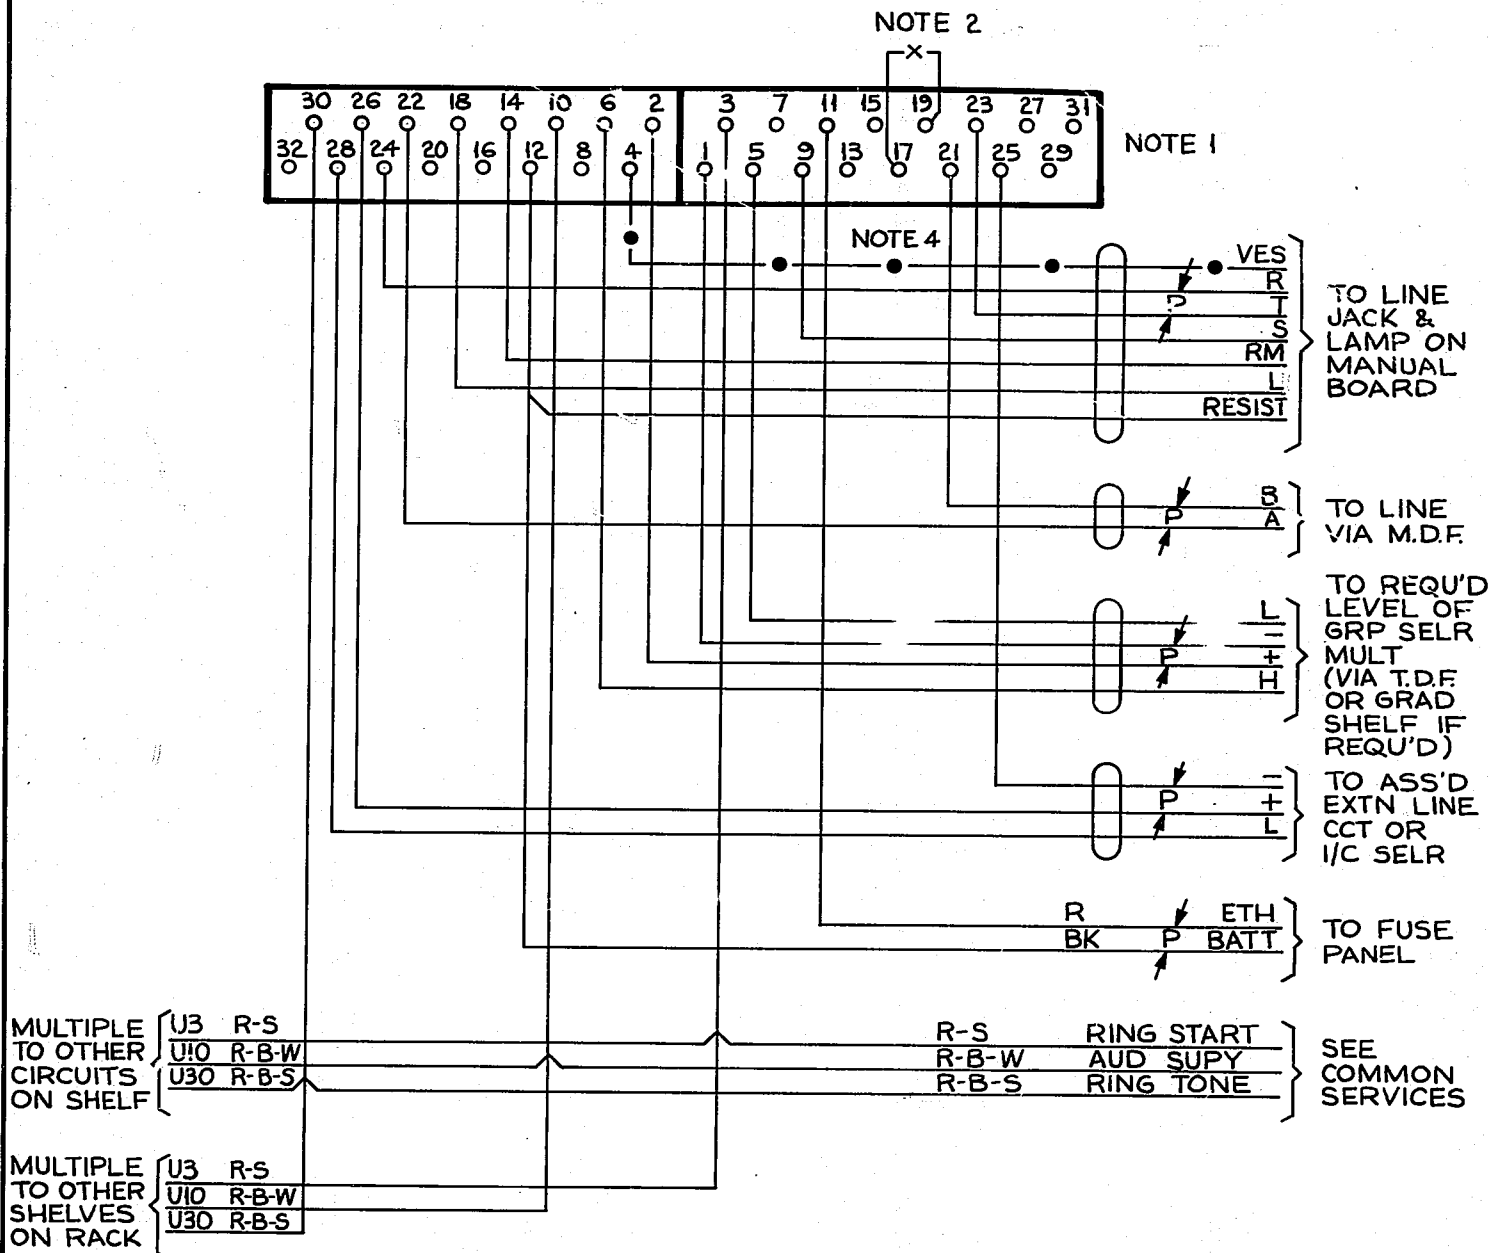 NOTE 2
30 26 22 18 14 10 6 2 3 7 11 15 19 23 27 31
32 28 24 20 16 12 8 4 1 5 9 13 17 21 25 29
NOTE 1
NOTE 4
VES
R
P
T
S
RM
L
RESIST
TO LINE
JACK &
LAMP ON
MANUAL
BOARD
B
P
A
TO LINE
VIA M.D.F.
L
-
P
+
H
TO REQU'D
LEVEL OF
GRP SELR
MULT
(VIA T.D.F.
OR GRAD
SHELF IF
REQU'D)
-
P
+
L
TO ASS'D
EXTN LINE
CCT OR
I/C SELR
R ETH
BK P BATT
TO FUSE
PANEL
MULTIPLE
TO OTHER
CIRCUITS
ON SHELF
U3 R-S
U10 R-B-W
U30 R-B-S
R-S RING START
R-B-W AUD SUPY
R-B-S RING TONE
SEE
COMMON
SERVICES
MULTIPLE
TO OTHER
SHELVES
ON RACK
U3 R-S
U10 R-B-W
U30 R-B-S